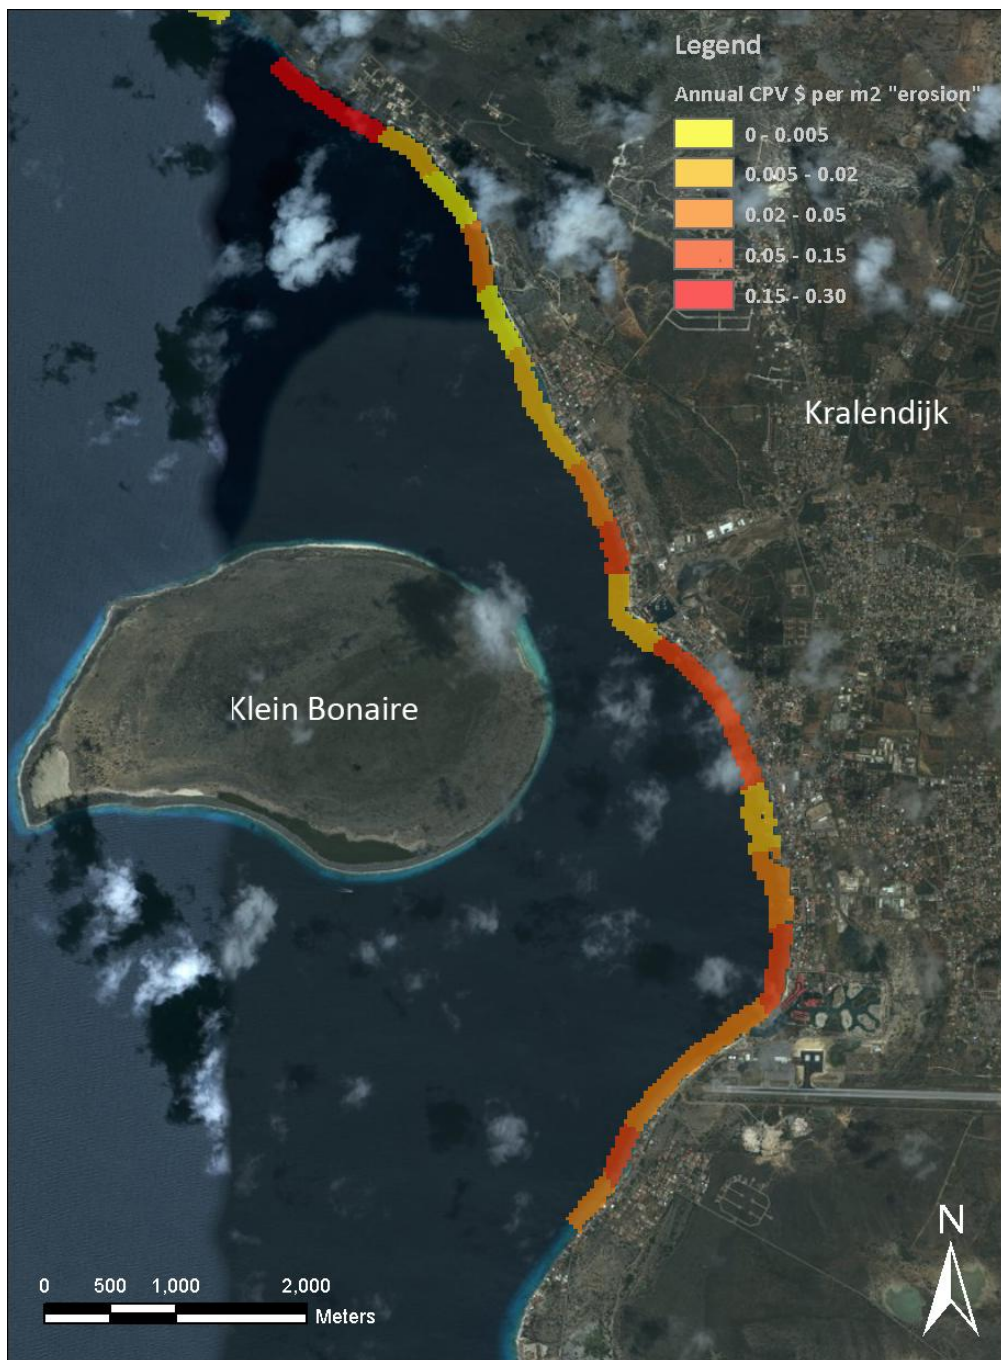 Legend
Annual CPV $ per m2 "erosion"
0 - 0.005
0.005 - 0.02
0.02 - 0.05
0.05 - 0.15
0.15 - 0.30
Kralendijk
Klein Bonaire
N
0 500 1,000 2,000
Meters